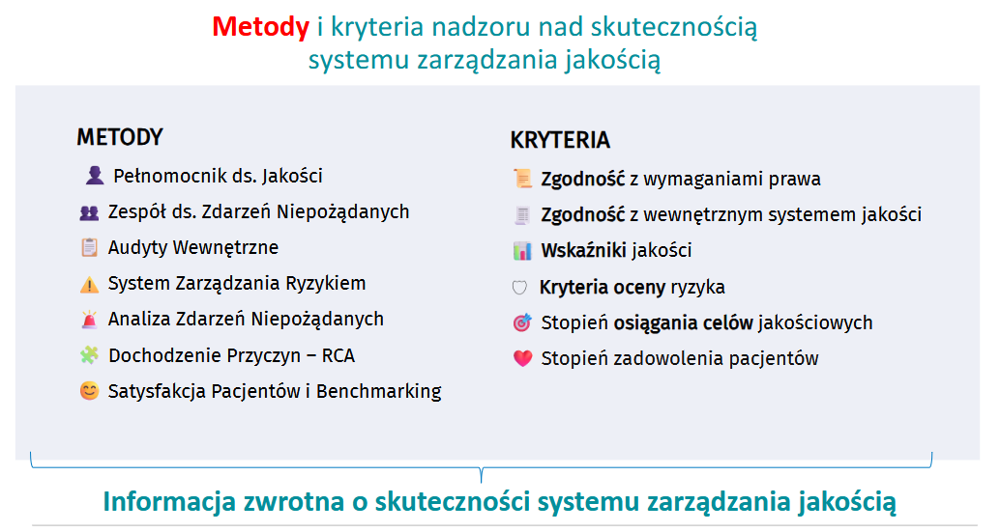 Metody i kryteria nadzoru nad skutecznością
systemu zarządzania jakością
METODY
Pełnomocnik ds. Jakości
Zespół ds. Zdarzeń Niepożądanych
Audyty Wewnętrzne
System Zarządzania Ryzykiem
Analiza Zdarzeń Niepożądanych
Dochodzenie Przyczyn – RCA
Satysfakcja Pacjentów i Benchmarking
KRYTERIA
Zgodność z wymaganiami prawa
Zgodność z wewnętrznym systemem jakości
Wskaźniki jakości
Kryteria oceny ryzyka
Stopień osiągania celów jakościowych
Stopień zadowolenia pacjentów
Informacja zwrotna o skuteczności systemu zarządzania jakością